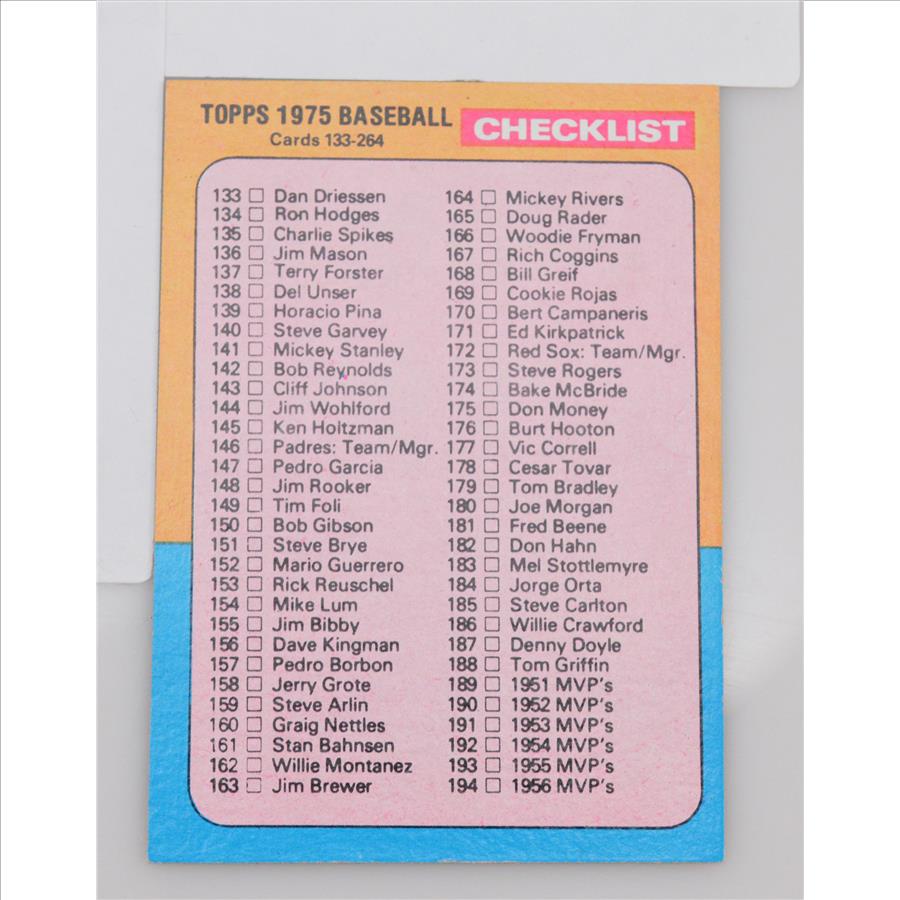 TOPPS 1975 BASEBALL CHECKLIST
Cards 133-264
133 Dan Driessen
134 Ron Hodges
135 Charlie Spikes
136 Jim Mason
137 Terry Forster
138 Del Unser
139 Horacio Pina
140 Steve Garvey
141 Mickey Stanley
142 Bob Reynolds
143 Cliff Johnson
144 Jim Wohlford
145 Ken Holtzman
146 Padres: Team/Mgr.
147 Pedro Garcia
148 Jim Rooker
149 Tim Foli
150 Bob Gibson
151 Steve Brye
152 Mario Guerrero
153 Rick Reuschel
154 Mike Lum
155 Jim Bibby
156 Dave Kingman
157 Pedro Borbon
158 Jerry Grote
159 Steve Arlin
160 Graig Nettles
161 Stan Bahnsen
162 Willie Montanez
163 Jim Brewer
164 Mickey Rivers
165 Doug Rader
166 Woodie Fryman
167 Rich Coggins
168 Bill Greif
169 Cookie Rojas
170 Bert Campaneris
171 Ed Kirkpatrick
172 Red Sox: Team/Mgr.
173 Steve Rogers
174 Bake McBride
175 Don Money
176 Burt Hooton
177 Vic Correll
178 Cesar Tovar
179 Tom Bradley
180 Joe Morgan
181 Fred Beene
182 Don Hahn
183 Mel Stottlemyre
184 Jorge Orta
185 Steve Carlton
186 Willie Crawford
187 Denny Doyle
188 Tom Griffin
189 1951 MVP's
190 1952 MVP's
191 1953 MVP's
192 1954 MVP's
193 1955 MVP's
194 1956 MVP's